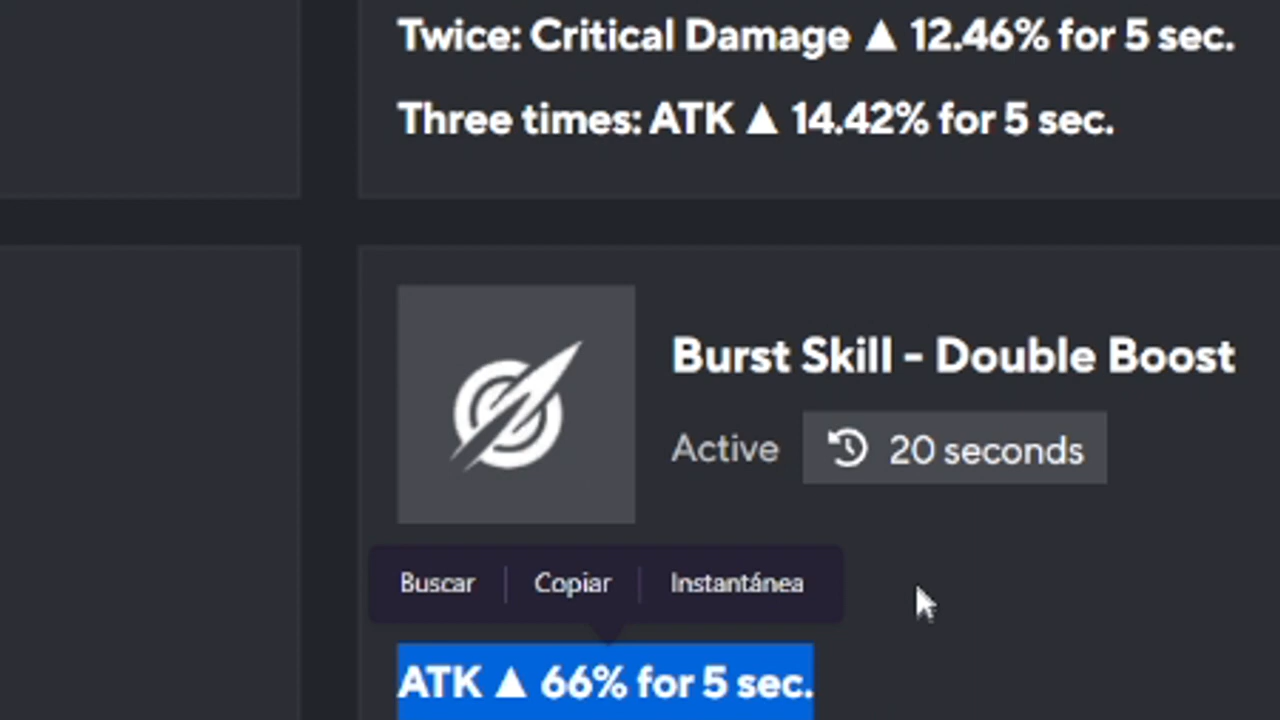 Twice: Critical Damage ▲ 12.46% for 5 sec.
Three times: ATK ▲ 14.42% for 5 sec.
Burst Skill - Double Boost
Active 20 seconds
Buscar Copiar Instantánea
ATK ▲ 66% for 5 sec.